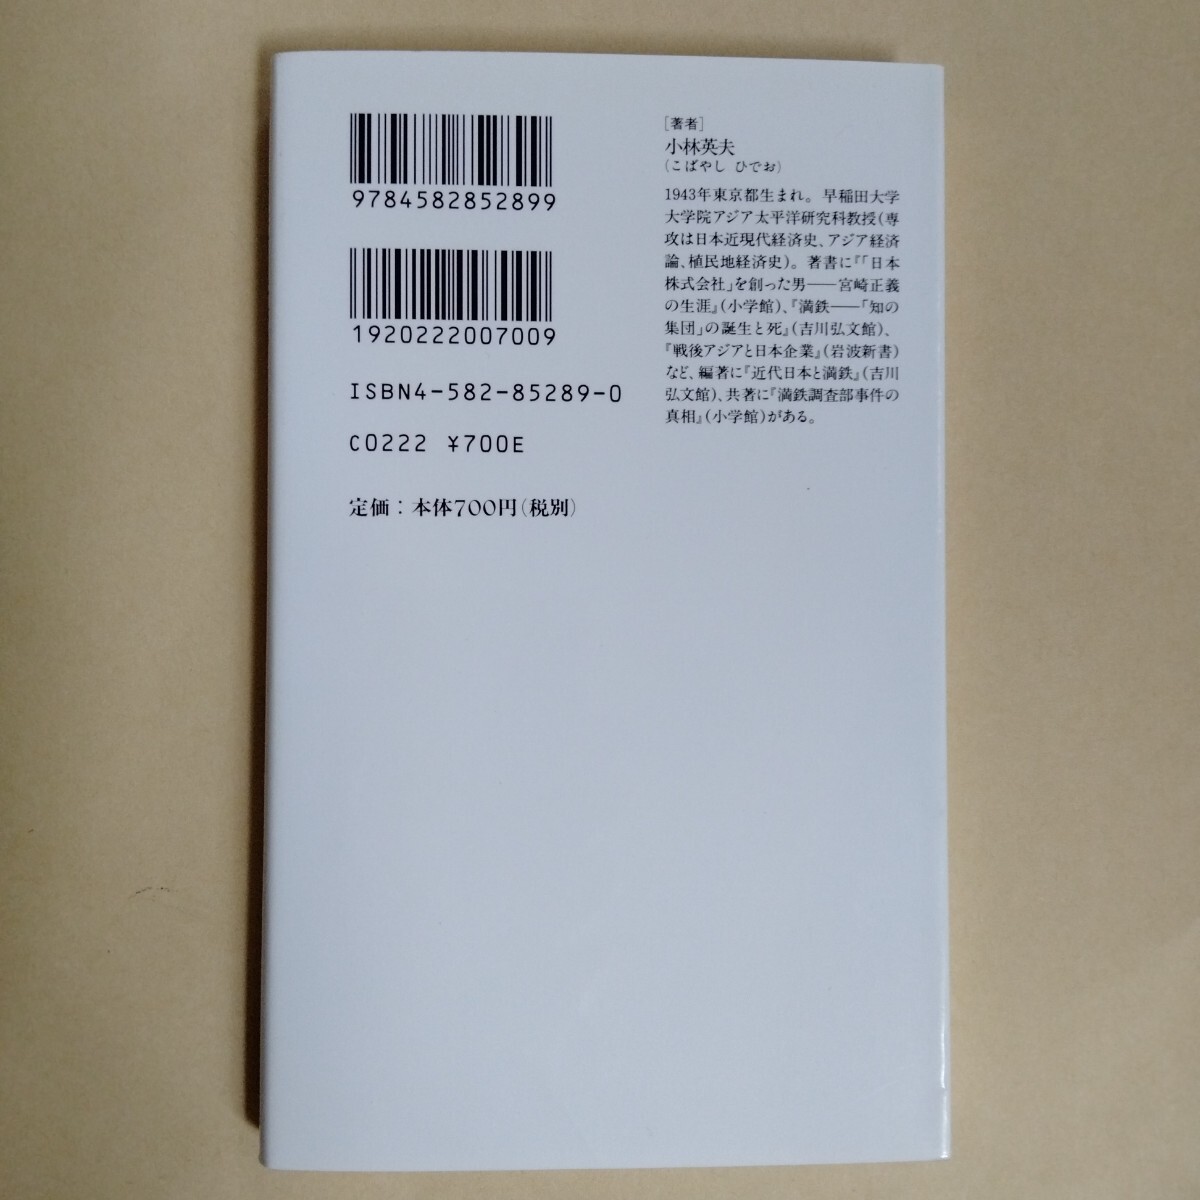 9784582852899
1920222007009
ISBN4-582-85289-0
C0222 ¥700E
定価：本体700円（税別）
［著者］
小林英夫
（こばやし ひでお）
1943年東京都生まれ。早稲田大学
大学院アジア太平洋研究科教授（専
攻は日本近現代経済史、アジア経済
論、植民地経済史）。著書に『「日本
株式会社」を創った男――宮崎正義
の生涯』（小学館）、『満鉄――「知の
集団」の誕生と死』（吉川弘文館）、
『戦後アジアと日本企業』（岩波新書）
など、編著に『近代日本と満鉄』（吉川
弘文館）、共著に『満鉄調査部事件の
真相』（小学館）がある。